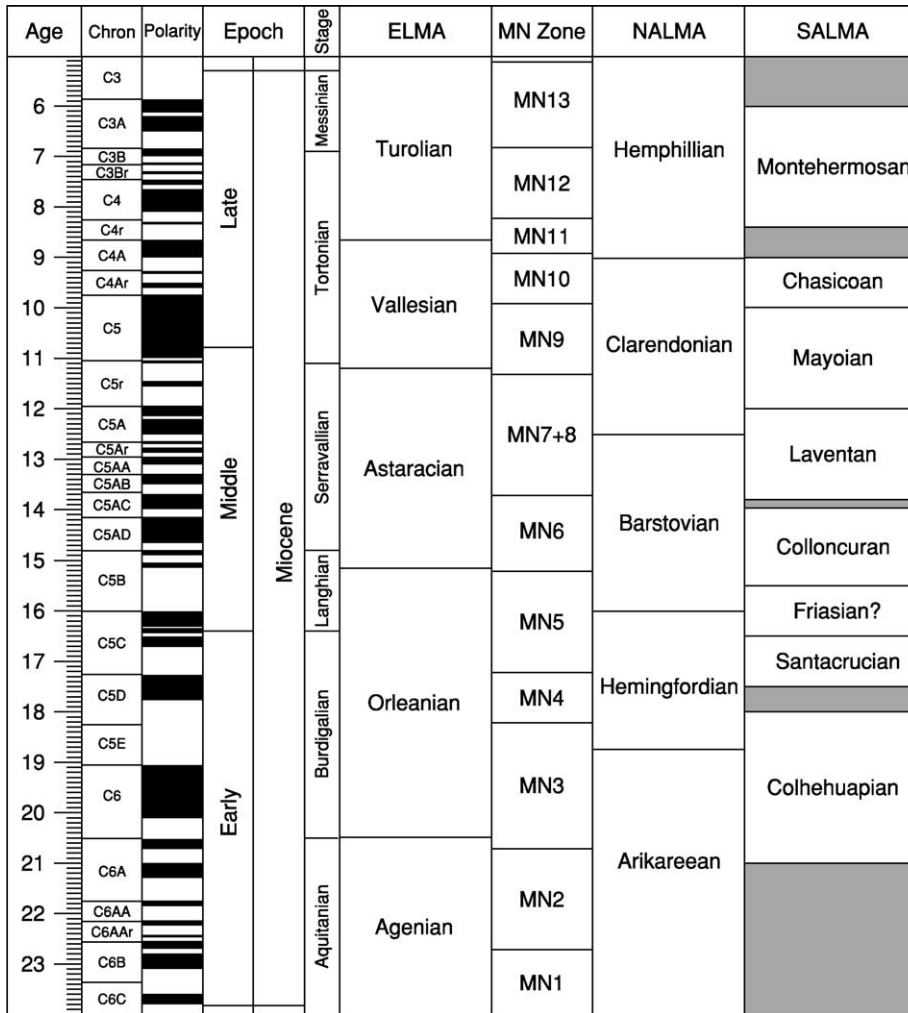 Age Chron Polarity Epoch Stage ELMA MN Zone NALMA SALMA
6
7
8
9
10
11
12
13
14
15
16
17
18
19
20
21
22
23
C3
C3A
C3B
C3Br
C4
C4r
C4A
C4Ar
C5
C5r
C5A
C5Ar
C5AA
C5AB
C5AC
C5AD
C5B
C5C
C5D
C5E
C6
C6A
C6AA
C6AAr
C6B
C6C
Late
Middle
Early
Miocene
Messinian
Tortonian
Serravallian
Langhian
Burdigalian
Aquitanian
Turolian
Vallesian
Astaracian
Orleanian
Agenian
MN13
MN12
MN11
MN10
MN9
MN7+8
MN6
MN5
MN4
MN3
MN2
MN1
Hemphillian
Clarendonian
Barstovian
Hemingfordian
Arikareean
Montehermosan
Chasicoan
Mayoian
Laventan
Colloncuran
Friasian?
Santacrucian
Colhehuapian